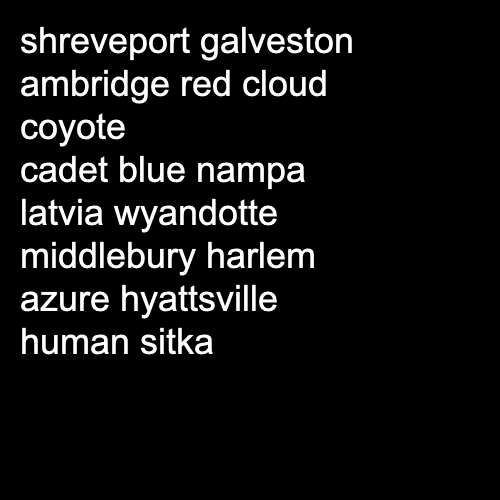 shreveport galveston
ambridge red cloud
coyote
cadet blue nampa
latvia wyandotte
middlebury harlem
azure hyattsville
human sitka